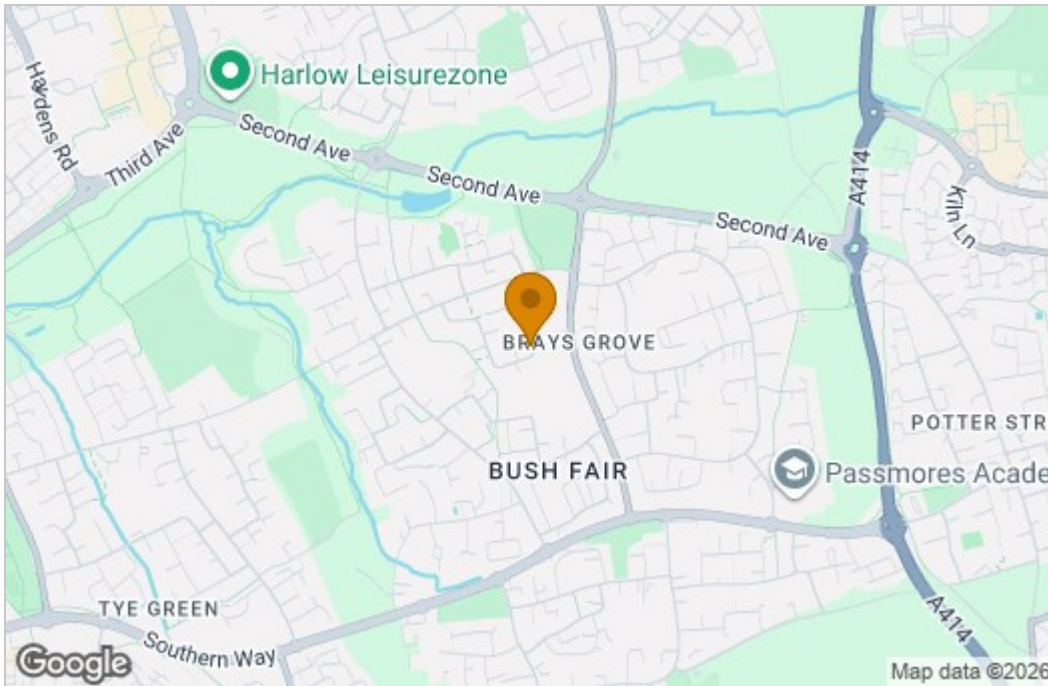 Haydens Rd
Harlow Leisurezone
Third Ave
Second Ave
Second Ave
Second Ave
A414
Kiln Ln
BRAYS GROVE
POTTER STR
BUSH FAIR
Passmores Acade
TYE GREEN
Southern Way
A414
Google
Map data ©2026